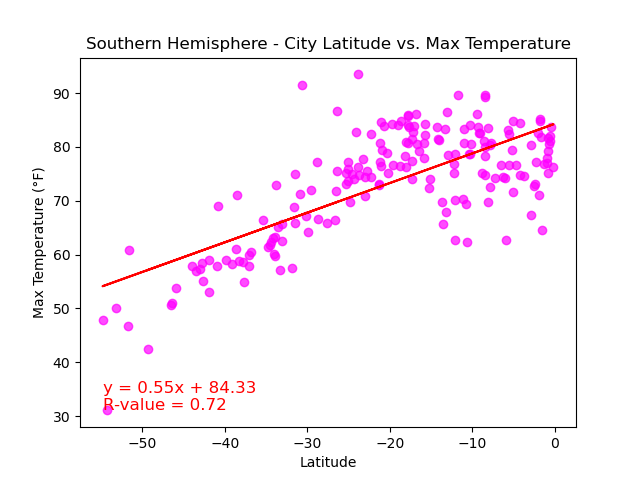 Southern Hemisphere - City Latitude vs. Max Temperature
Max Temperature (°F)
90
80
70
60
50
40
30
y = 0.55x + 84.33
R-value = 0.72
−50
−40
−30
−20
−10
0
Latitude